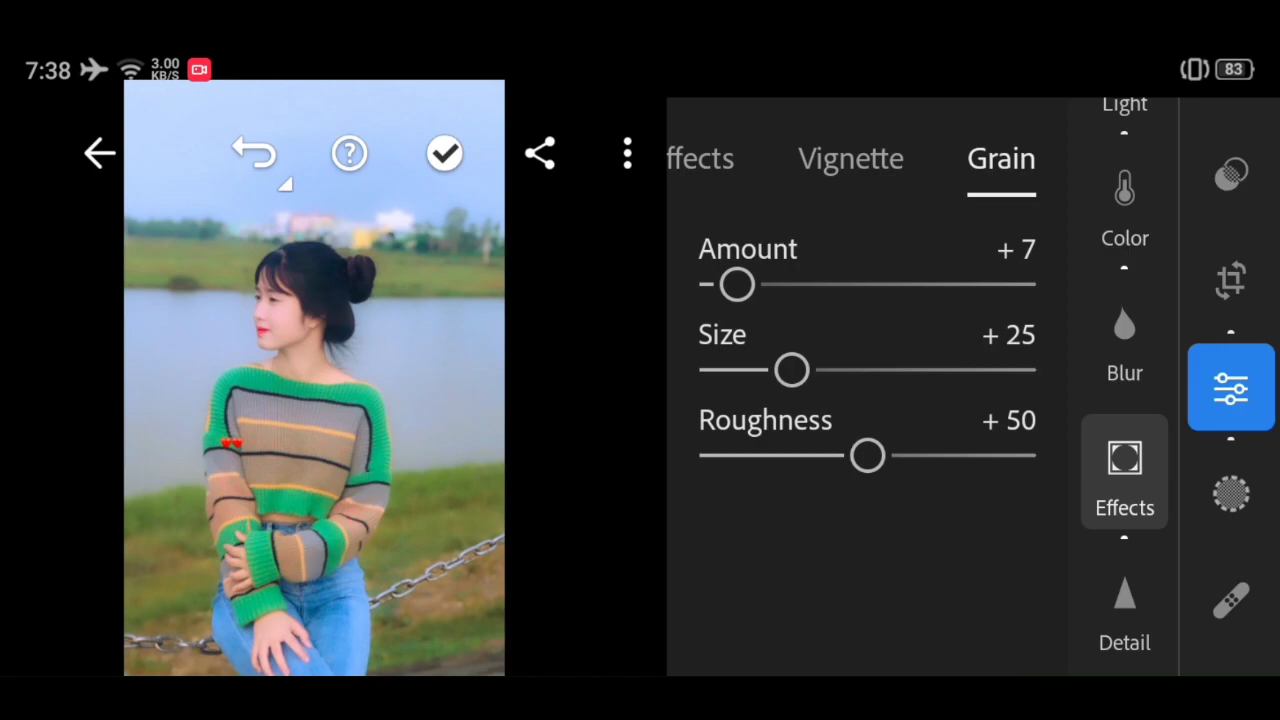 7:38 3.00 KB/S 83
ffects Vignette Grain
Amount + 7
Size + 25
Roughness + 50
Light
Color
Blur
Effects
Detail